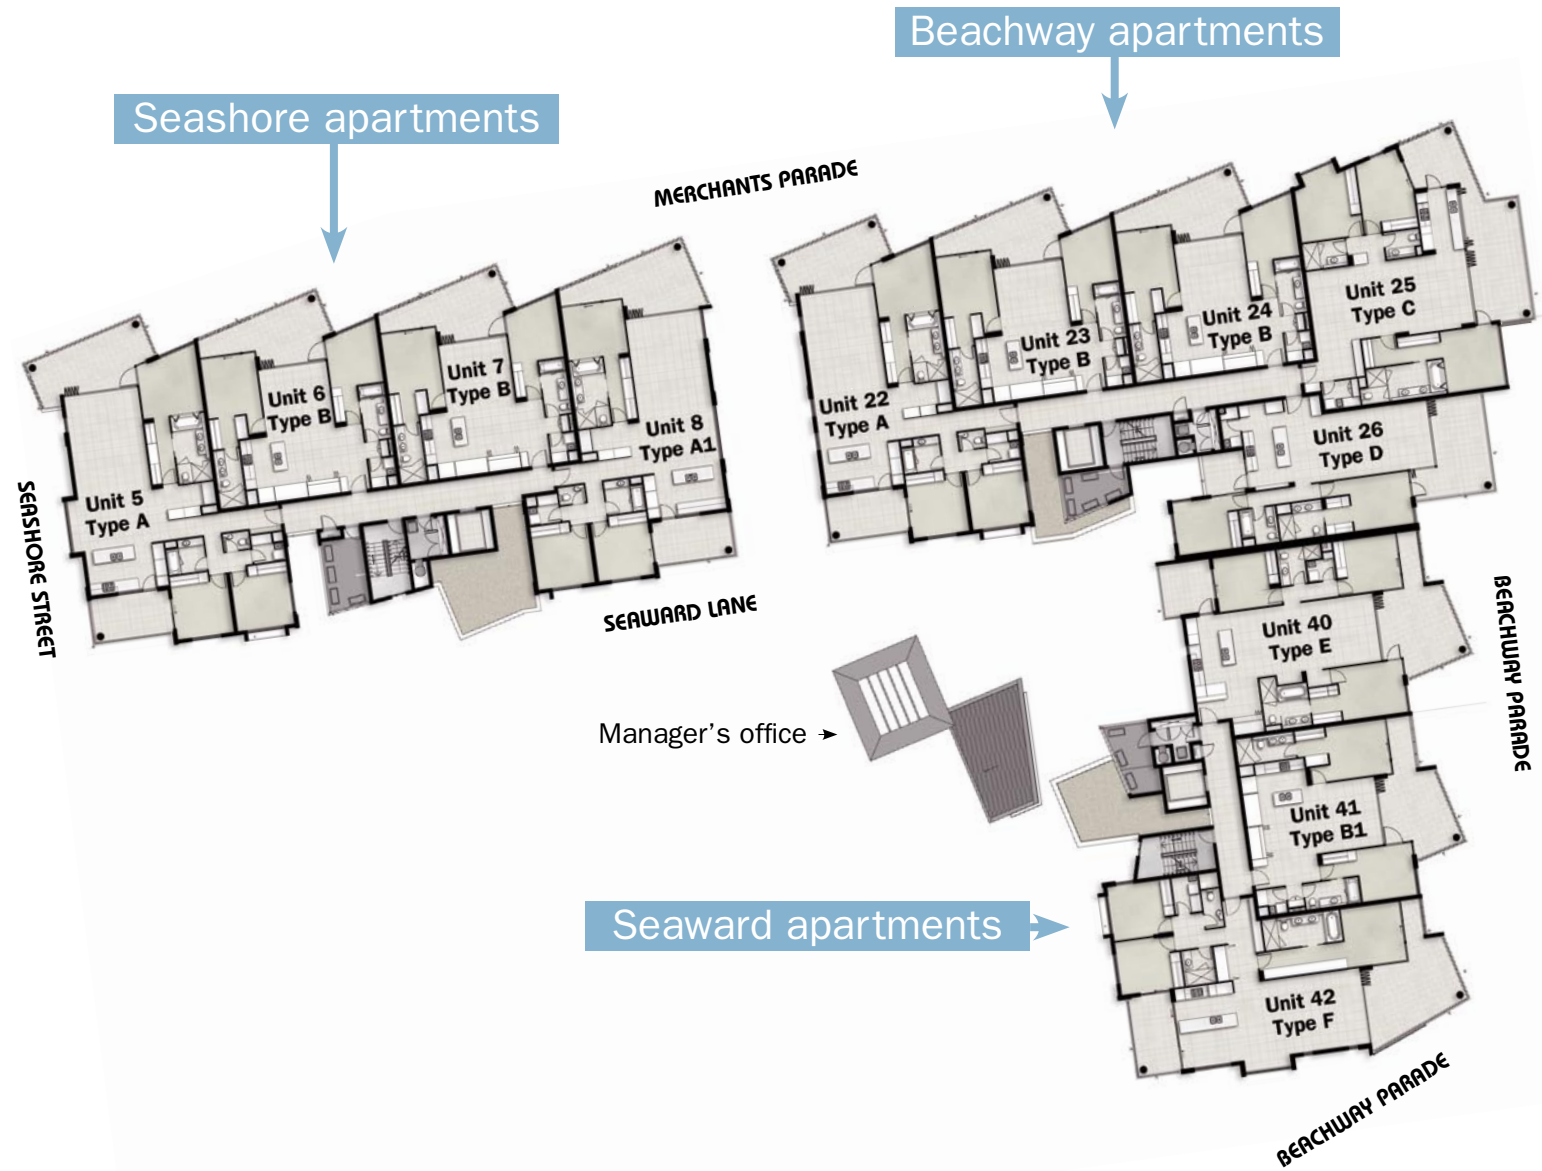 Beachway apartments
Seashore apartments
MERCHANTS PARADE
Unit 25
Type C
Unit 24
Type B
Unit 23
Type B
Unit 22
Type A
Unit 7
Type B
Unit 6
Type B
Unit 8
Type A1
Unit 26
Type D
Unit 5
Type A
SEASHORE STREET
SEAWARD LANE
BEACHWAY PARADE
Unit 40
Type E
Manager's office
Unit 41
Type B1
Seaward apartments
Unit 42
Type F
BEACHWAY PARADE